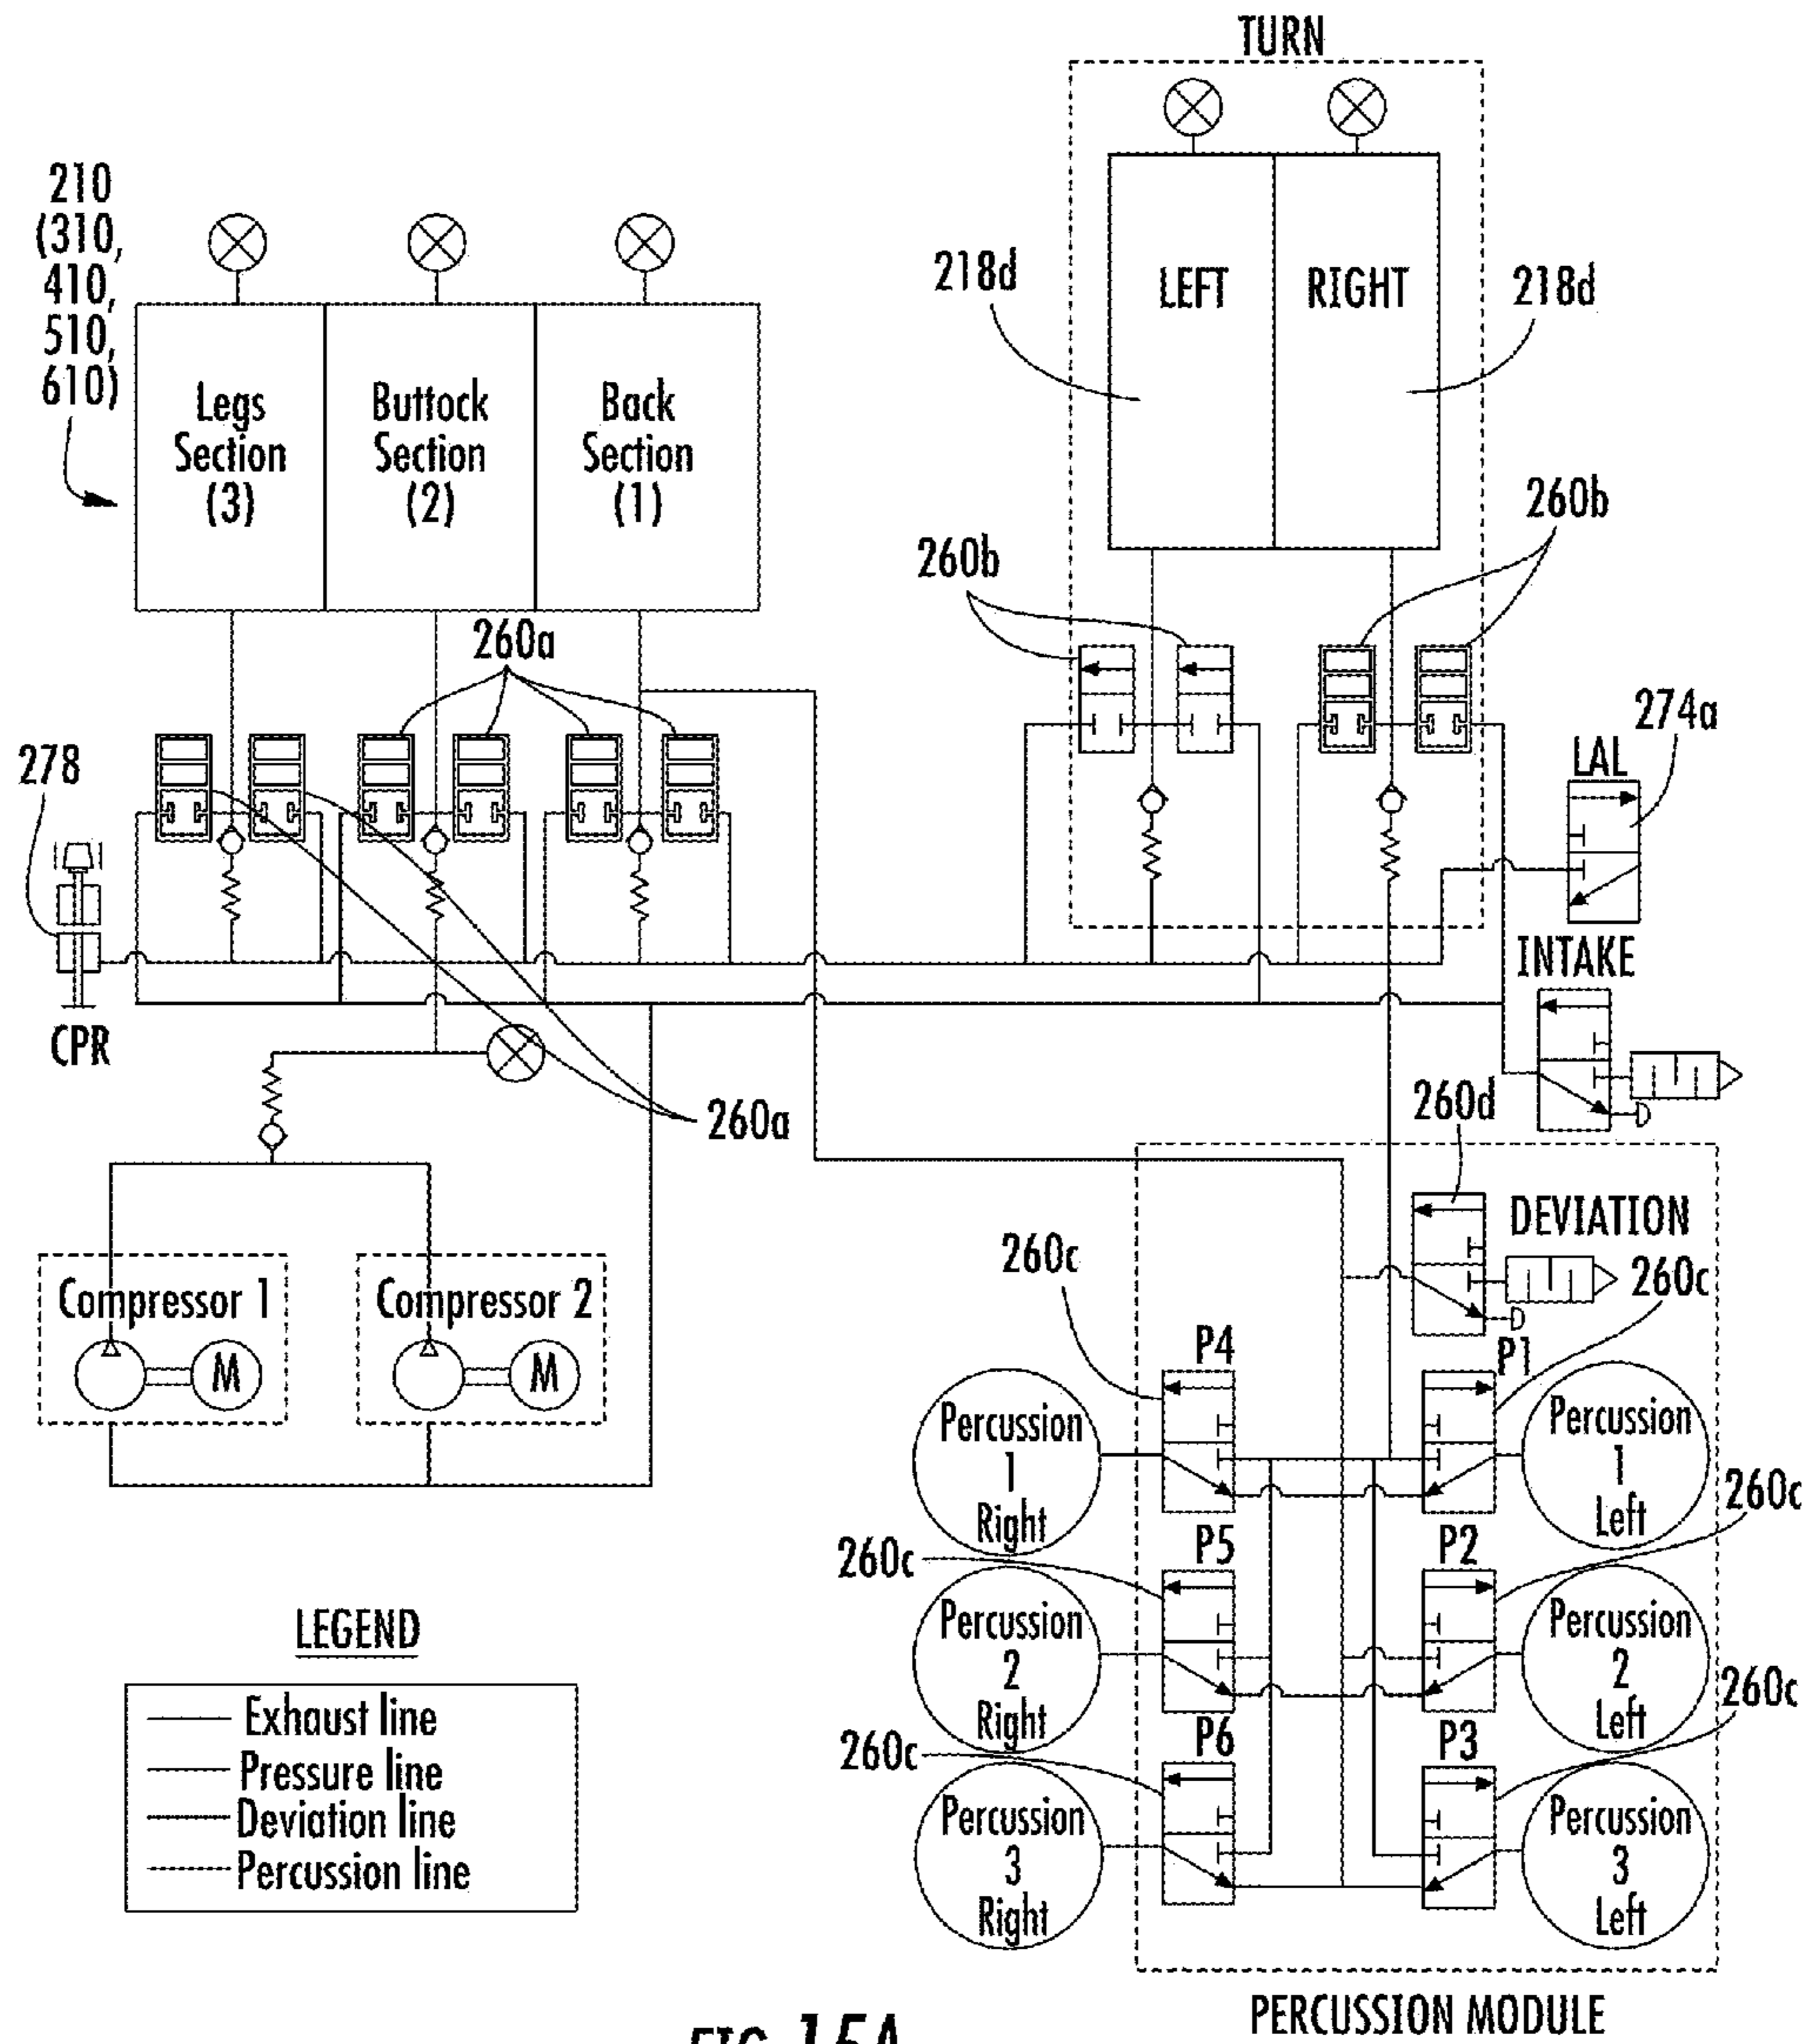 TURN
210
(310,
410,
510,
610)
218d
LEFT
RIGHT
218d
Legs
Section
(3)
Buttock
Section
(2)
Back
Section
(1)
260b
260b
260a
274a
LAL
278
INTAKE
CPR
260a
260d
DEVIATION
260c
260c
Compressor 1
Compressor 2
M
M
P4
P1
Percussion
1
Right
Percussion
1
Left
260c
P5
P2
260c
Percussion
2
Right
Percussion
2
Left
260c
P6
P3
260c
Percussion
3
Right
Percussion
3
Left
LEGEND
Exhaust line
Pressure line
Deviation line
Percussion line
PERCUSSION MODULE
FIG. 15A